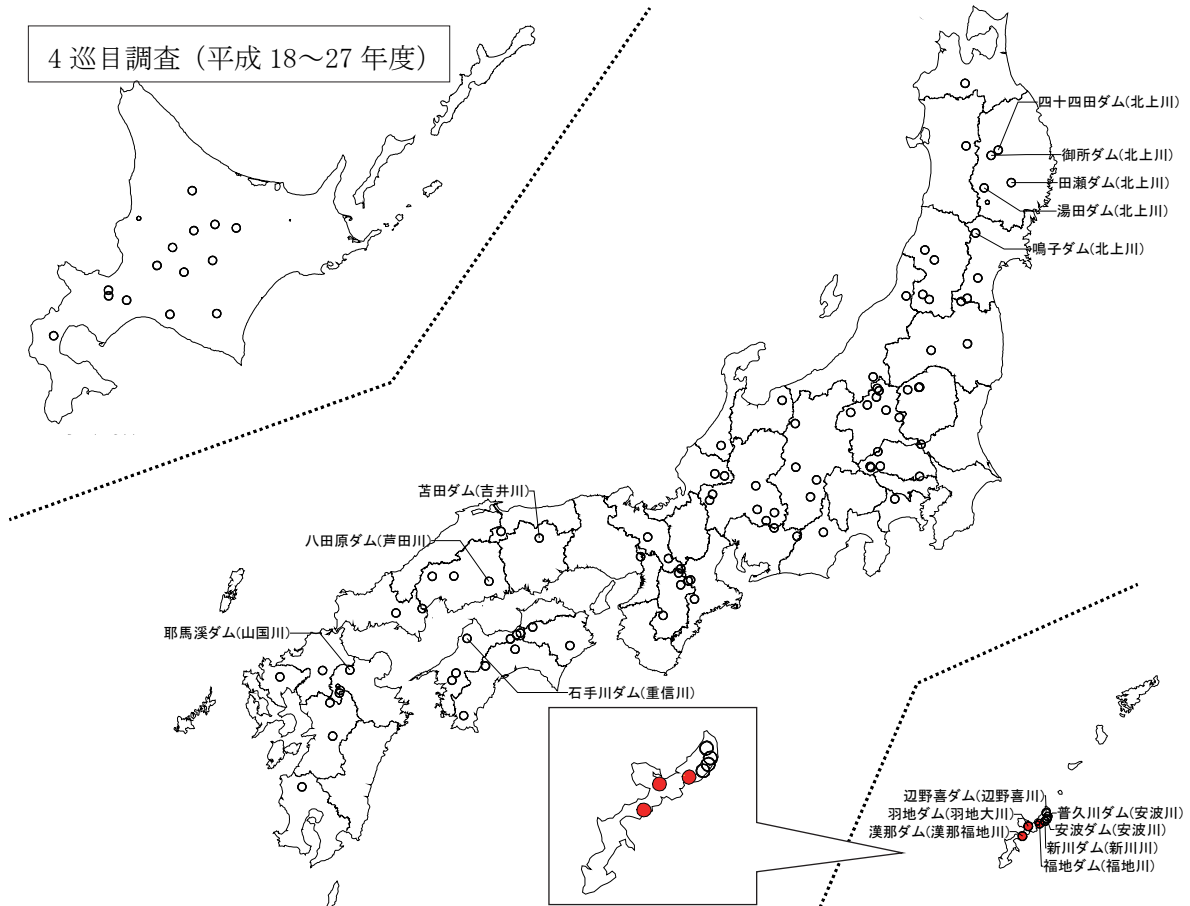 4巡目調査（平成 18～27 年度）
四十四田ダム(北上川)
御所ダム(北上川)
田瀬ダム(北上川)
湯田ダム(北上川)
鳴子ダム(北上川)
苫田ダム(吉井川)
八田原ダム(芦田川)
耶馬溪ダム(山国川)
石手川ダム(重信川)
辺野喜ダム(辺野喜川)
羽地ダム(羽地大川)
普久川ダム(安波川)
漢那ダム(漢那福地川)
安波ダム(安波川)
新川ダム(新川川)
福地ダム(福地川)